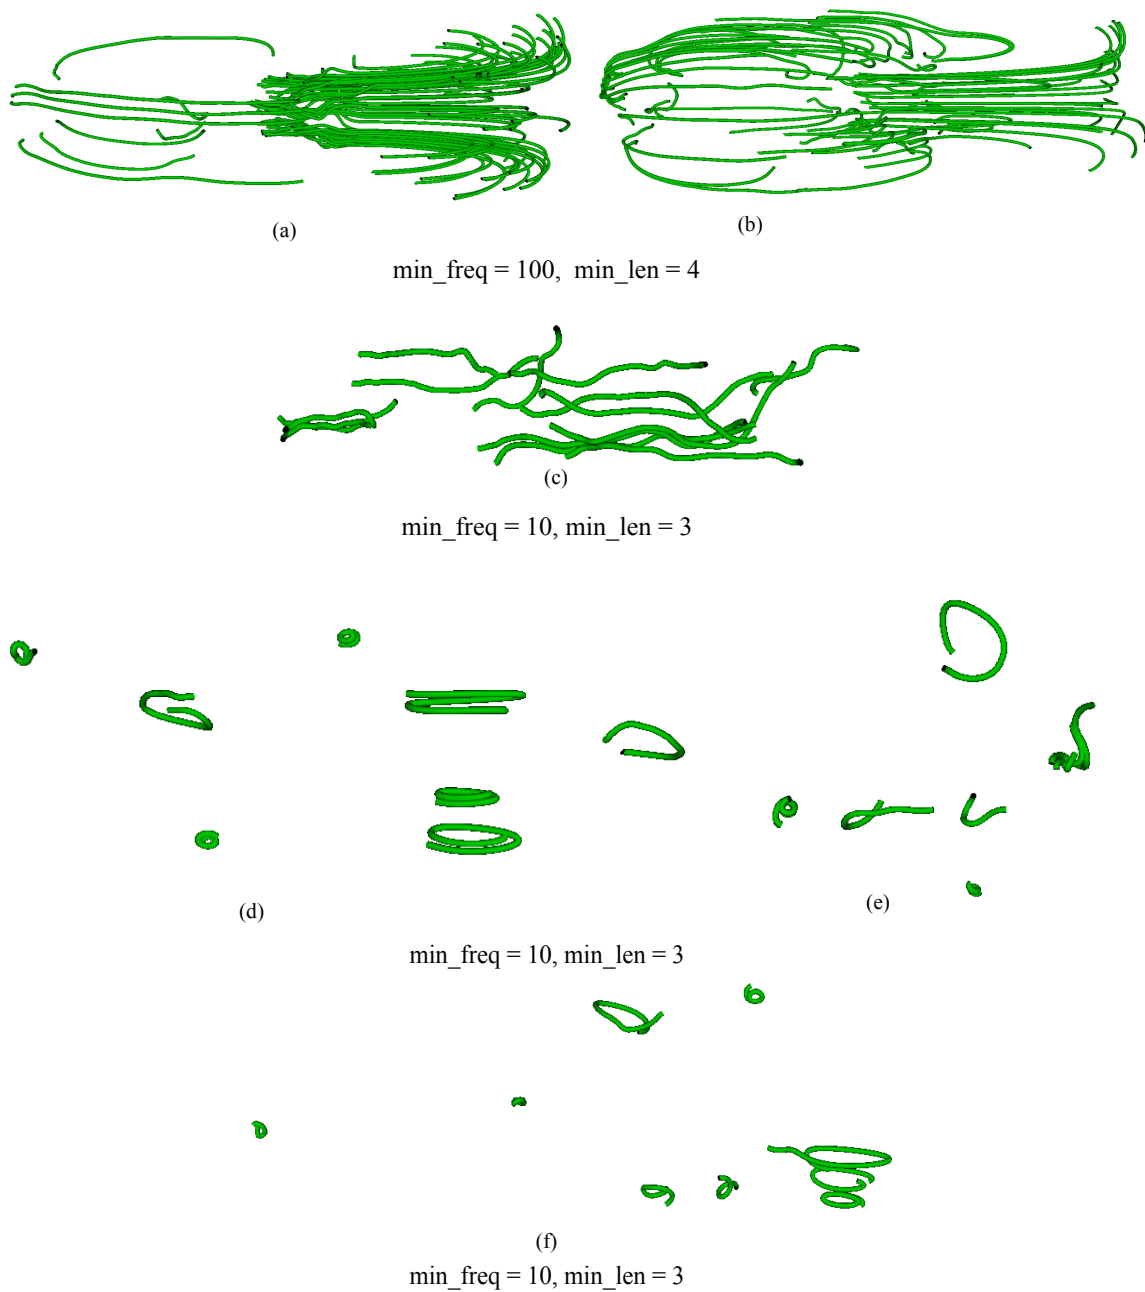 (a)
(b)
min_freq = 100, min_len = 4
(c)
min_freq = 10, min_len = 3
(d)
(e)
min_freq = 10, min_len = 3
(f)
min_freq = 10, min_len = 3